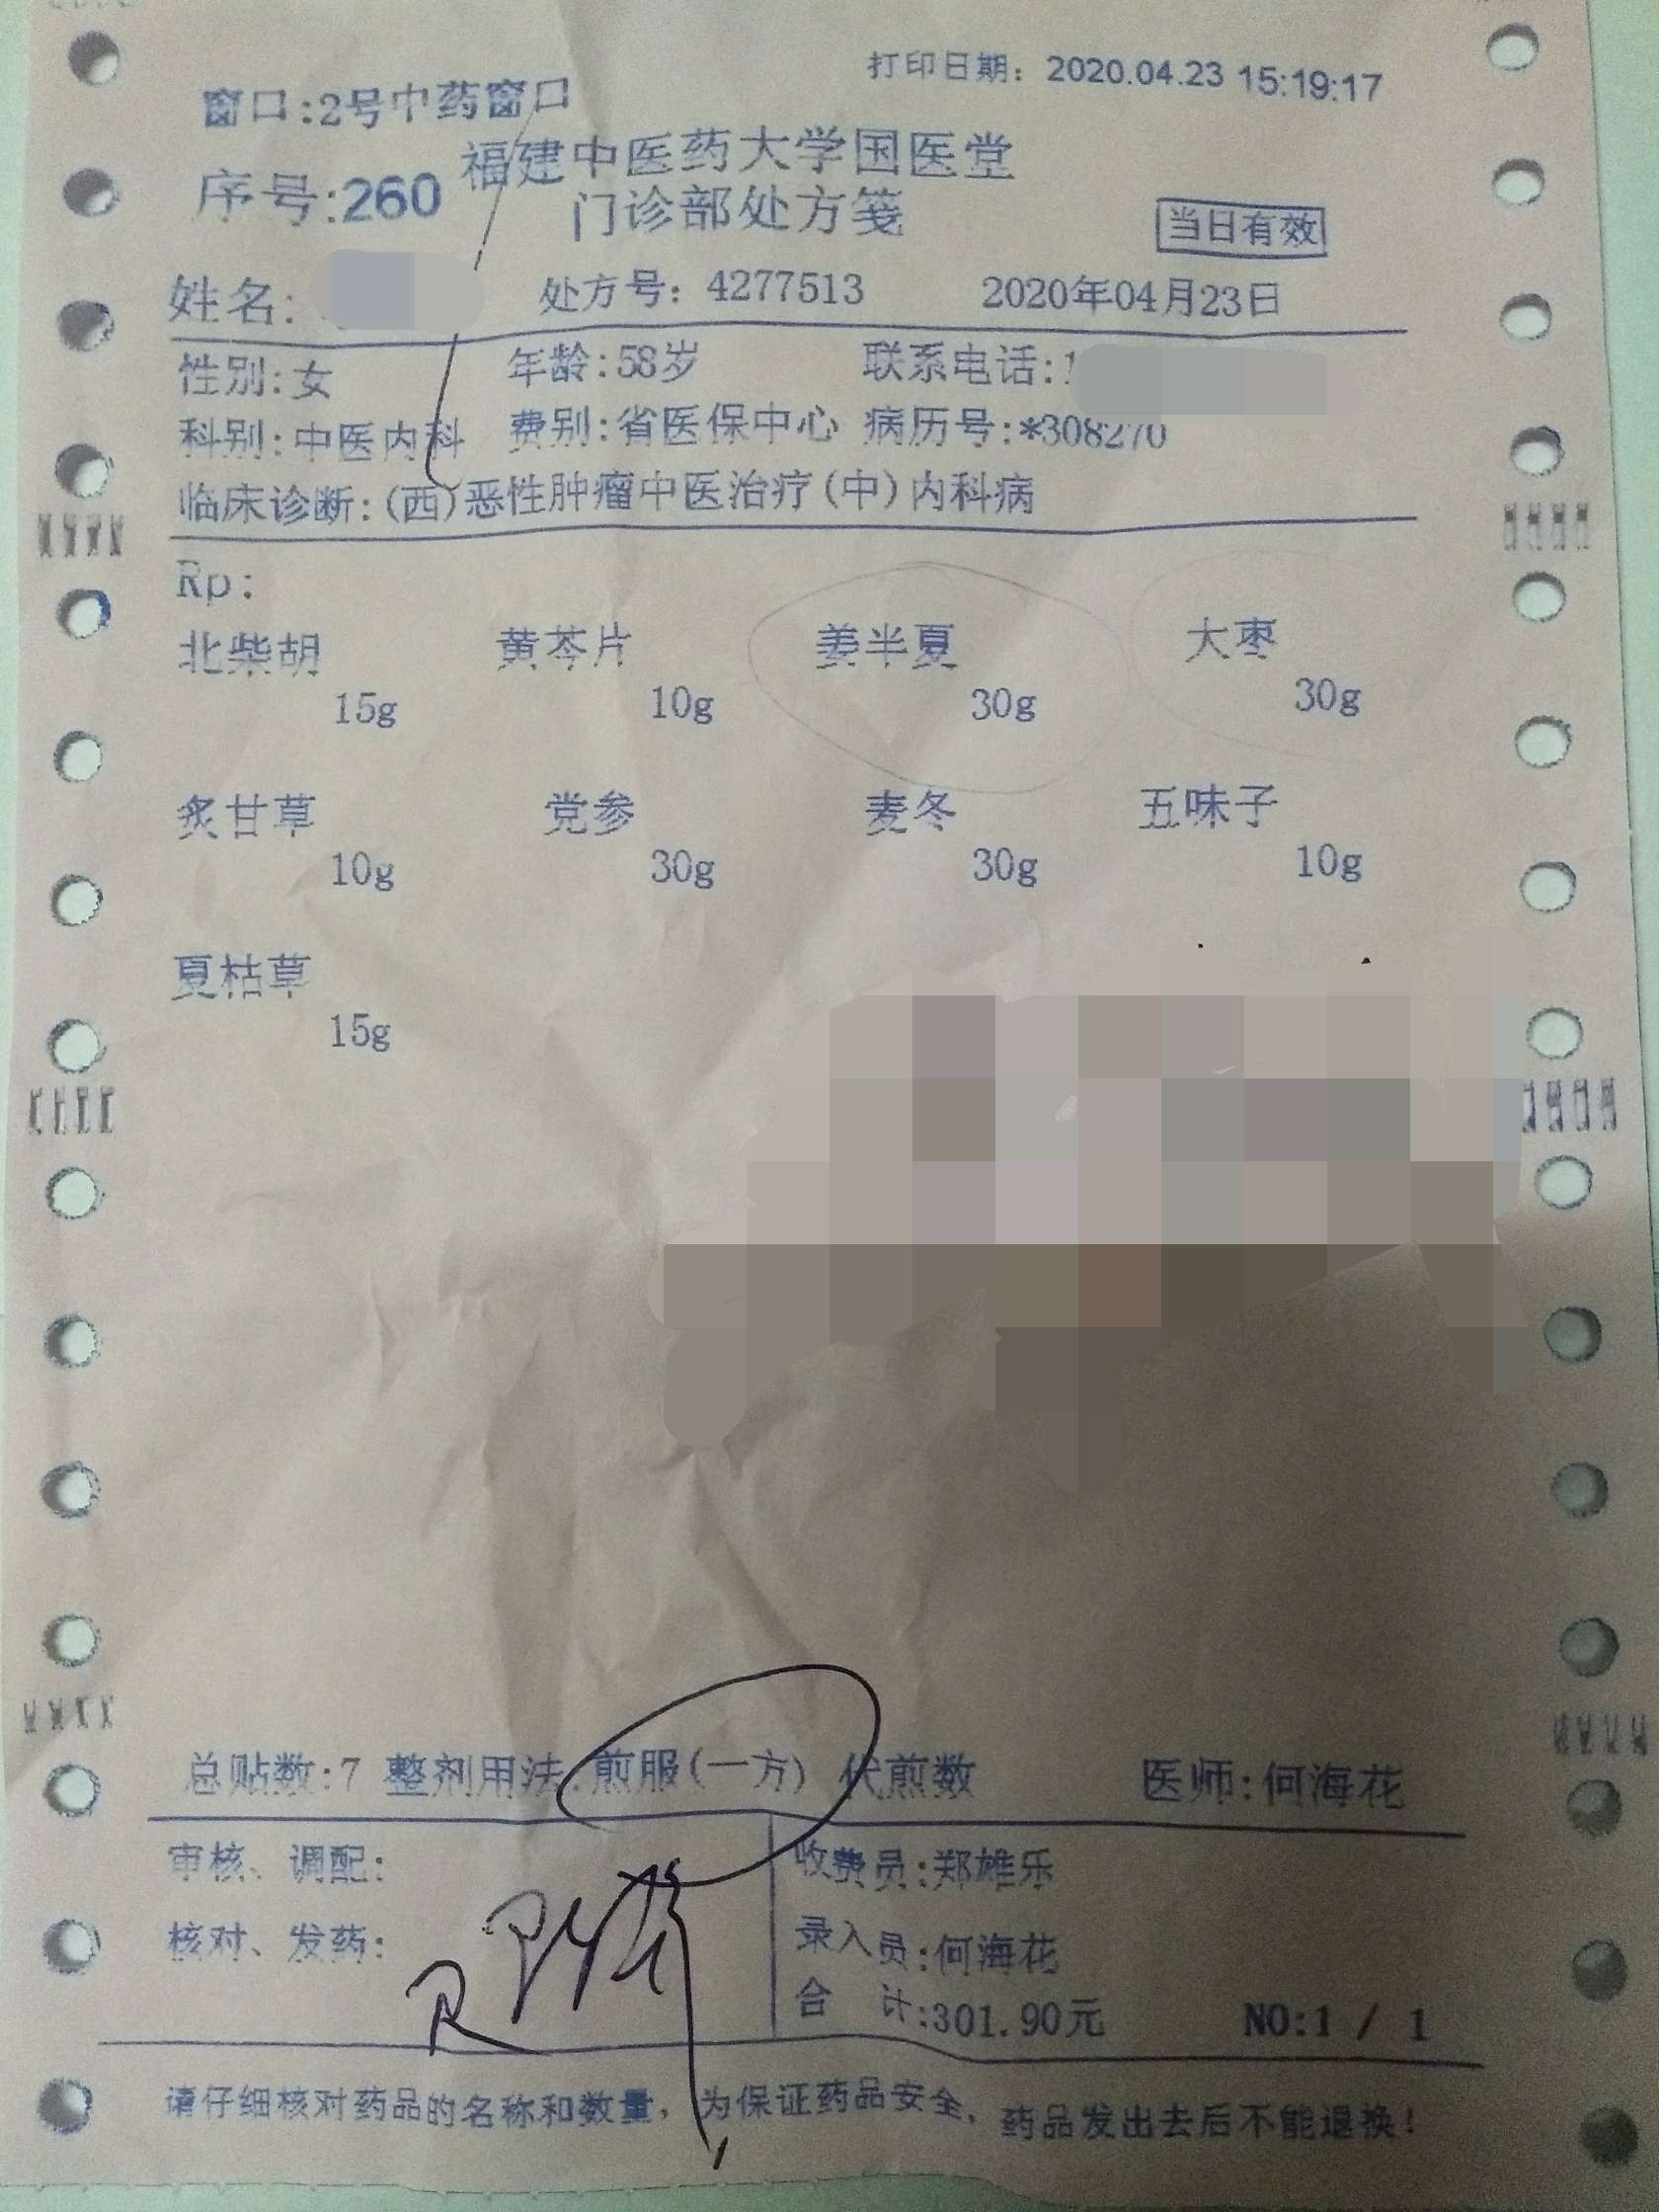 打印日期：2020.04.23 15:19:17
窗口:2号中药窗口
福建中医药大学国医堂
序号:260 门诊部处方笺
当日有效
姓名: 处方号：4277513 2020年04月23日
性别:女 年龄:58岁 联系电话:1
科别:中医内科 费别:省医保中心 病历号:*308270
临床诊断:(西)恶性肿瘤中医治疗(中)内科病
Rp:
北柴胡 黄芩片 姜半夏 大枣
15g 10g 30g 30g
炙甘草 党参 麦冬 五味子
10g 30g 30g 10g
夏枯草
15g
总贴数:7 整剂用法:煎服(一方) 代煎数 医师:何海花
审核、调配: 收费员:郑雄乐
核对、发药: 录入员:何海花
合 计:301.90元 NO:1 / 1
请仔细核对药品的名称和数量，为保证药品安全，药品发出去后不能退换！